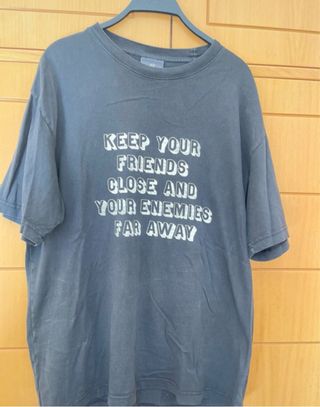 KEEP YOUR
FRIENDS
CLOSE AND
YOUR ENEMIES
FAR AWAY